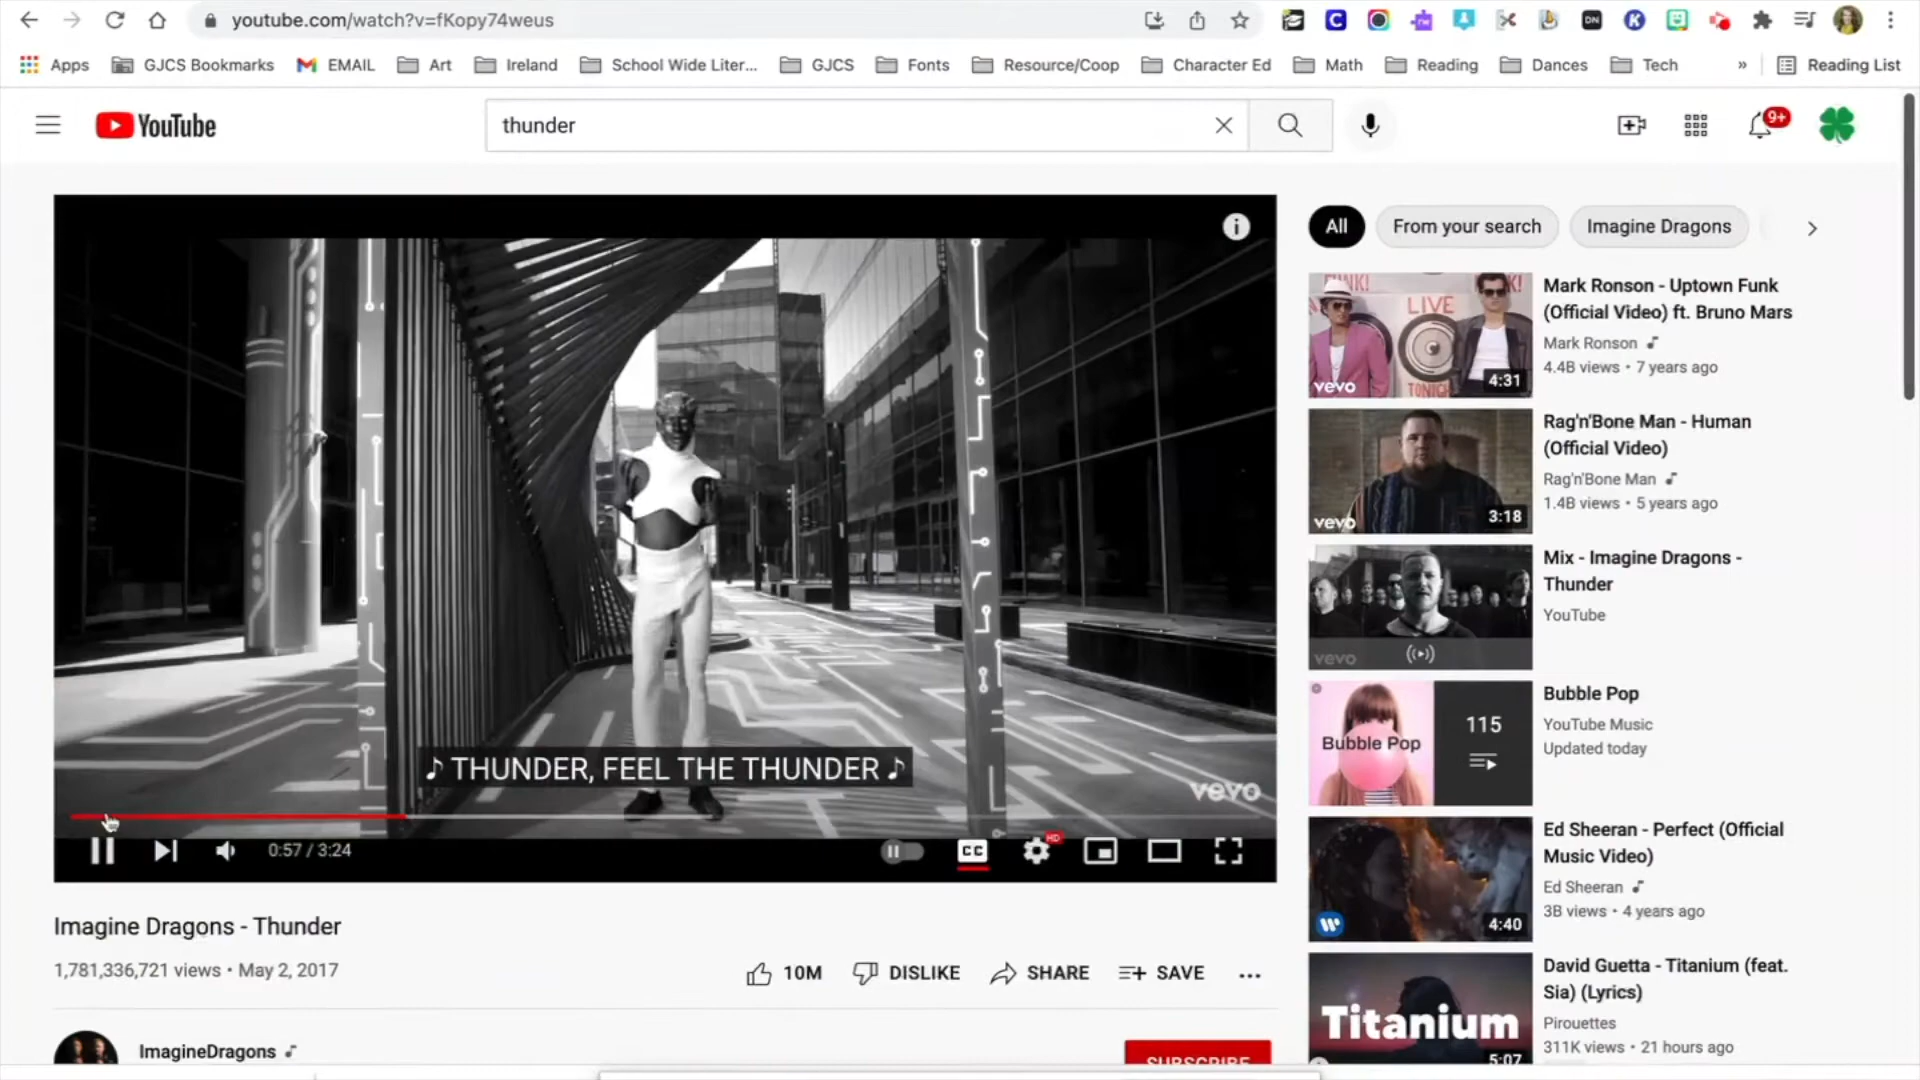 youtube.com/watch?v=fKopy74weus
Apps GJCS Bookmarks EMAIL Art Ireland School Wide Liter... GJCS Fonts Resource/Coop Character Ed Math Reading Dances Tech » Reading List
YouTube
thunder
9+
All From your search Imagine Dragons
♪ THUNDER, FEEL THE THUNDER ♪
vevo
0:57 / 3:24
CC
HD
Imagine Dragons - Thunder
1,781,336,721 views • May 2, 2017
10M DISLIKE SHARE SAVE ...
ImagineDragons
SUBSCRIBE
LIVE
vevo
4:31
Mark Ronson - Uptown Funk
(Official Video) ft. Bruno Mars
Mark Ronson
4.4B views • 7 years ago
vevo
3:18
Rag'n'Bone Man - Human
(Official Video)
Rag'n'Bone Man
1.4B views • 5 years ago
vevo
Mix - Imagine Dragons -
Thunder
YouTube
Bubble Pop
115
Bubble Pop
YouTube Music
Updated today
4:40
Ed Sheeran - Perfect (Official
Music Video)
Ed Sheeran
3B views • 4 years ago
Titanium
5:07
David Guetta - Titanium (feat.
Sia) (Lyrics)
Pirouettes
311K views • 21 hours ago